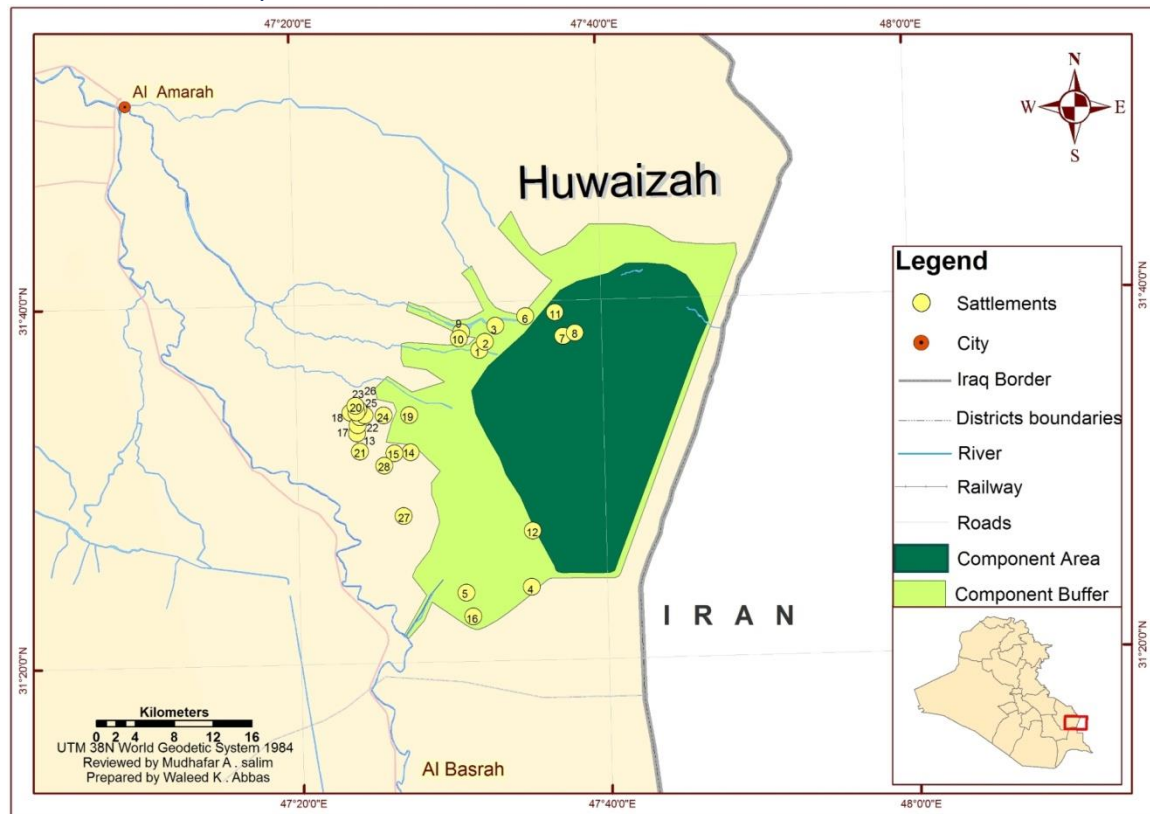 47°20'0"E
47°40'0"E
48°0'0"E
Al Amarah
N
W
E
S
Huwaizah
31°40'0"N
31°40'0"N
Legend
Sattlements
City
Iraq Border
Districts boundaries
River
Railway
Roads
Component Area
Component Buffer
6
11
9
3
10
2
7
8
1
23
26
20
25
18
24
19
22
17
13
21
15
14
28
27
12
5
4
16
I R A N
31°20'0"N
31°20'0"N
Kilometers
0 2 4 8 12 16
UTM 38N World Geodetic System 1984
Reviewed by Mudhafar A . salim
Prepared by Waleed K . Abbas
Al Basrah
47°20'0"E
47°40'0"E
48°0'0"E